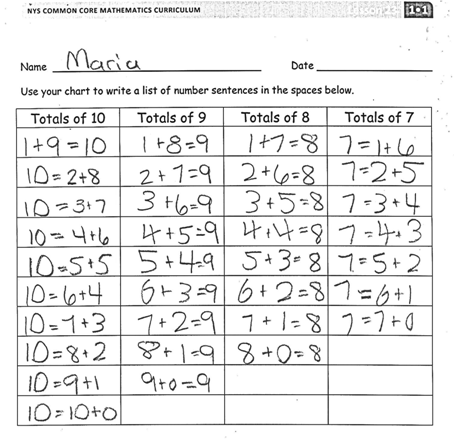 NYS COMMON CORE MATHEMATICS CURRICULUM
1•1
Name Maria Date
Use your chart to write a list of number sentences in the spaces below.
Totals of 10 Totals of 9 Totals of 8 Totals of 7
1+9=10 1+8=9 1+7=8 7=1+6
10=2+8 2+7=9 2+6=8 7=2+5
10=3+7 3+6=9 3+5=8 7=3+4
10=4+6 4+5=9 4+4=8 7=4+3
10=5+5 5+4=9 5+3=8 7=5+2
10=6+4 6+3=9 6+2=8 7=6+1
10=7+3 7+2=9 7+1=8 7=7+0
10=8+2 8+1=9 8+0=8
10=9+1 9+0=9
10=10+0